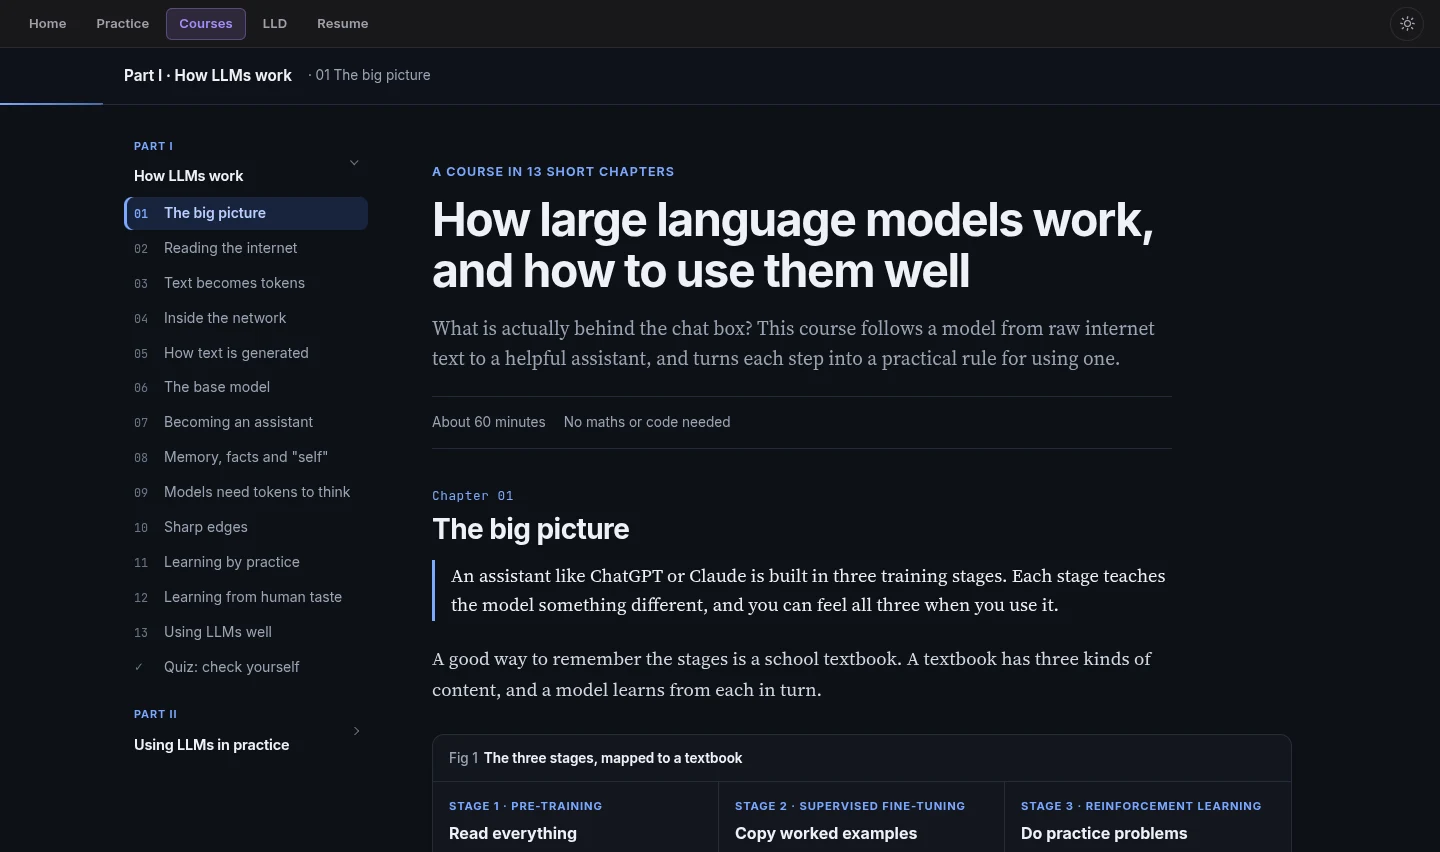 Home Practice Courses LLD Resume
Part I · How LLMs work · 01 The big picture
PART I
How LLMs work
01 The big picture
02 Reading the internet
03 Text becomes tokens
04 Inside the network
05 How text is generated
06 The base model
07 Becoming an assistant
08 Memory, facts and "self"
09 Models need tokens to think
10 Sharp edges
11 Learning by practice
12 Learning from human taste
13 Using LLMs well
✓ Quiz: check yourself
PART II
Using LLMs in practice
A COURSE IN 13 SHORT CHAPTERS
How large language models work,
and how to use them well
What is actually behind the chat box? This course follows a model from raw internet
text to a helpful assistant, and turns each step into a practical rule for using one.
About 60 minutes No maths or code needed
Chapter 01
The big picture
An assistant like ChatGPT or Claude is built in three training stages. Each stage teaches
the model something different, and you can feel all three when you use it.
A good way to remember the stages is a school textbook. A textbook has three kinds of
content, and a model learns from each in turn.
Fig 1 The three stages, mapped to a textbook
STAGE 1 · PRE-TRAINING
Read everything
STAGE 2 · SUPERVISED FINE-TUNING
Copy worked examples
STAGE 3 · REINFORCEMENT LEARNING
Do practice problems